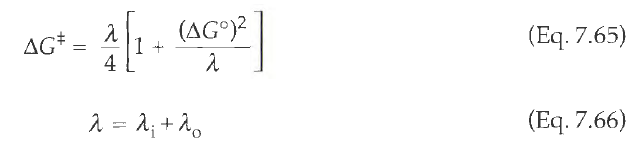 ΔG‡ = λ/4 [1 + (ΔG°)²/λ] (Eq. 7.65)
λ = λᵢ + λₒ (Eq. 7.66)